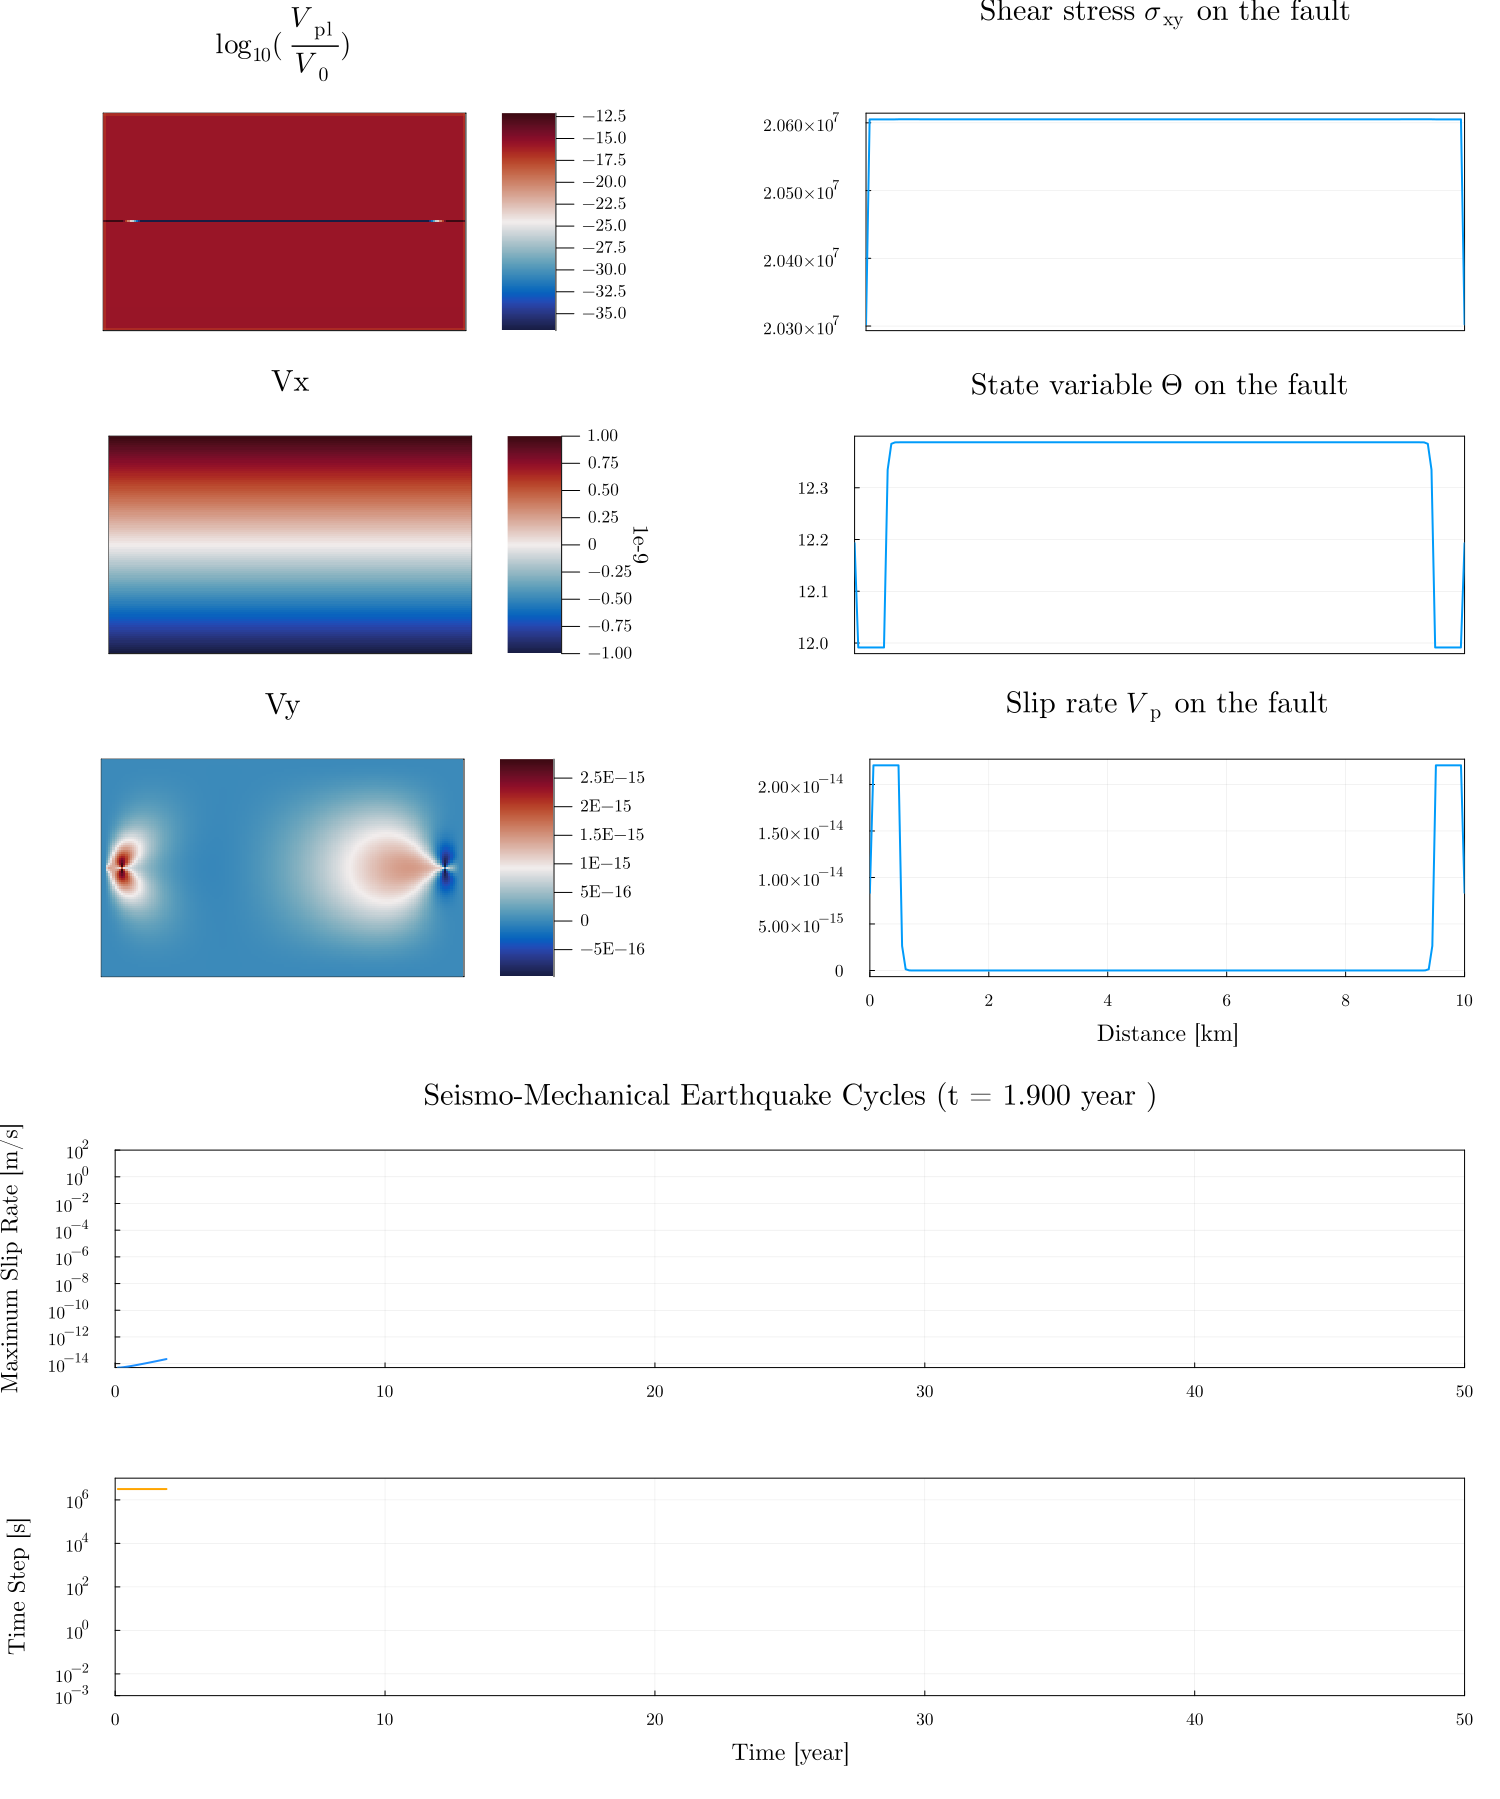 log₁₀( V_pl / V_0 )
−12.5
−15.0
−17.5
−20.0
−22.5
−25.0
−27.5
−30.0
−32.5
−35.0
Shear stress σ_xy on the fault
2.060×10⁷
2.050×10⁷
2.040×10⁷
2.030×10⁷
Vx
1.00
0.75
0.50
0.25
0
−0.25
−0.50
−0.75
−1.00
1e-9
State variable Θ on the fault
12.3
12.2
12.1
12.0
Vy
2.5E−15
2E−15
1.5E−15
1E−15
5E−16
0
−5E−16
Slip rate V_p on the fault
2.00×10⁻¹⁴
1.50×10⁻¹⁴
1.00×10⁻¹⁴
5.00×10⁻¹⁵
0
0 2 4 6 8 10
Distance [km]
Seismo-Mechanical Earthquake Cycles (t = 1.900 year )
Maximum Slip Rate [m/s]
10²
10⁰
10⁻²
10⁻⁴
10⁻⁶
10⁻⁸
10⁻¹⁰
10⁻¹²
10⁻¹⁴
0 10 20 30 40 50
Time Step [s]
10⁶
10⁴
10²
10⁰
10⁻²
10⁻³
0 10 20 30 40 50
Time [year]